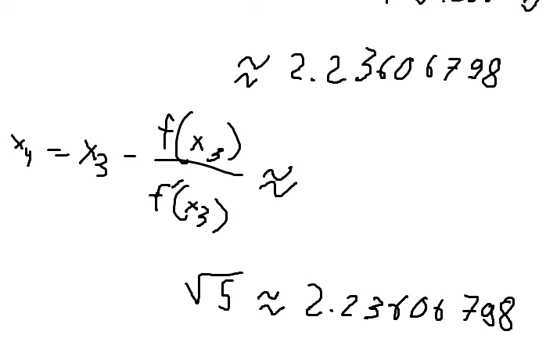 ≈ 2.23606798
x₄ = x₃ - f(x₃)/f'(x₃) ≈
√5 ≈ 2.23606798